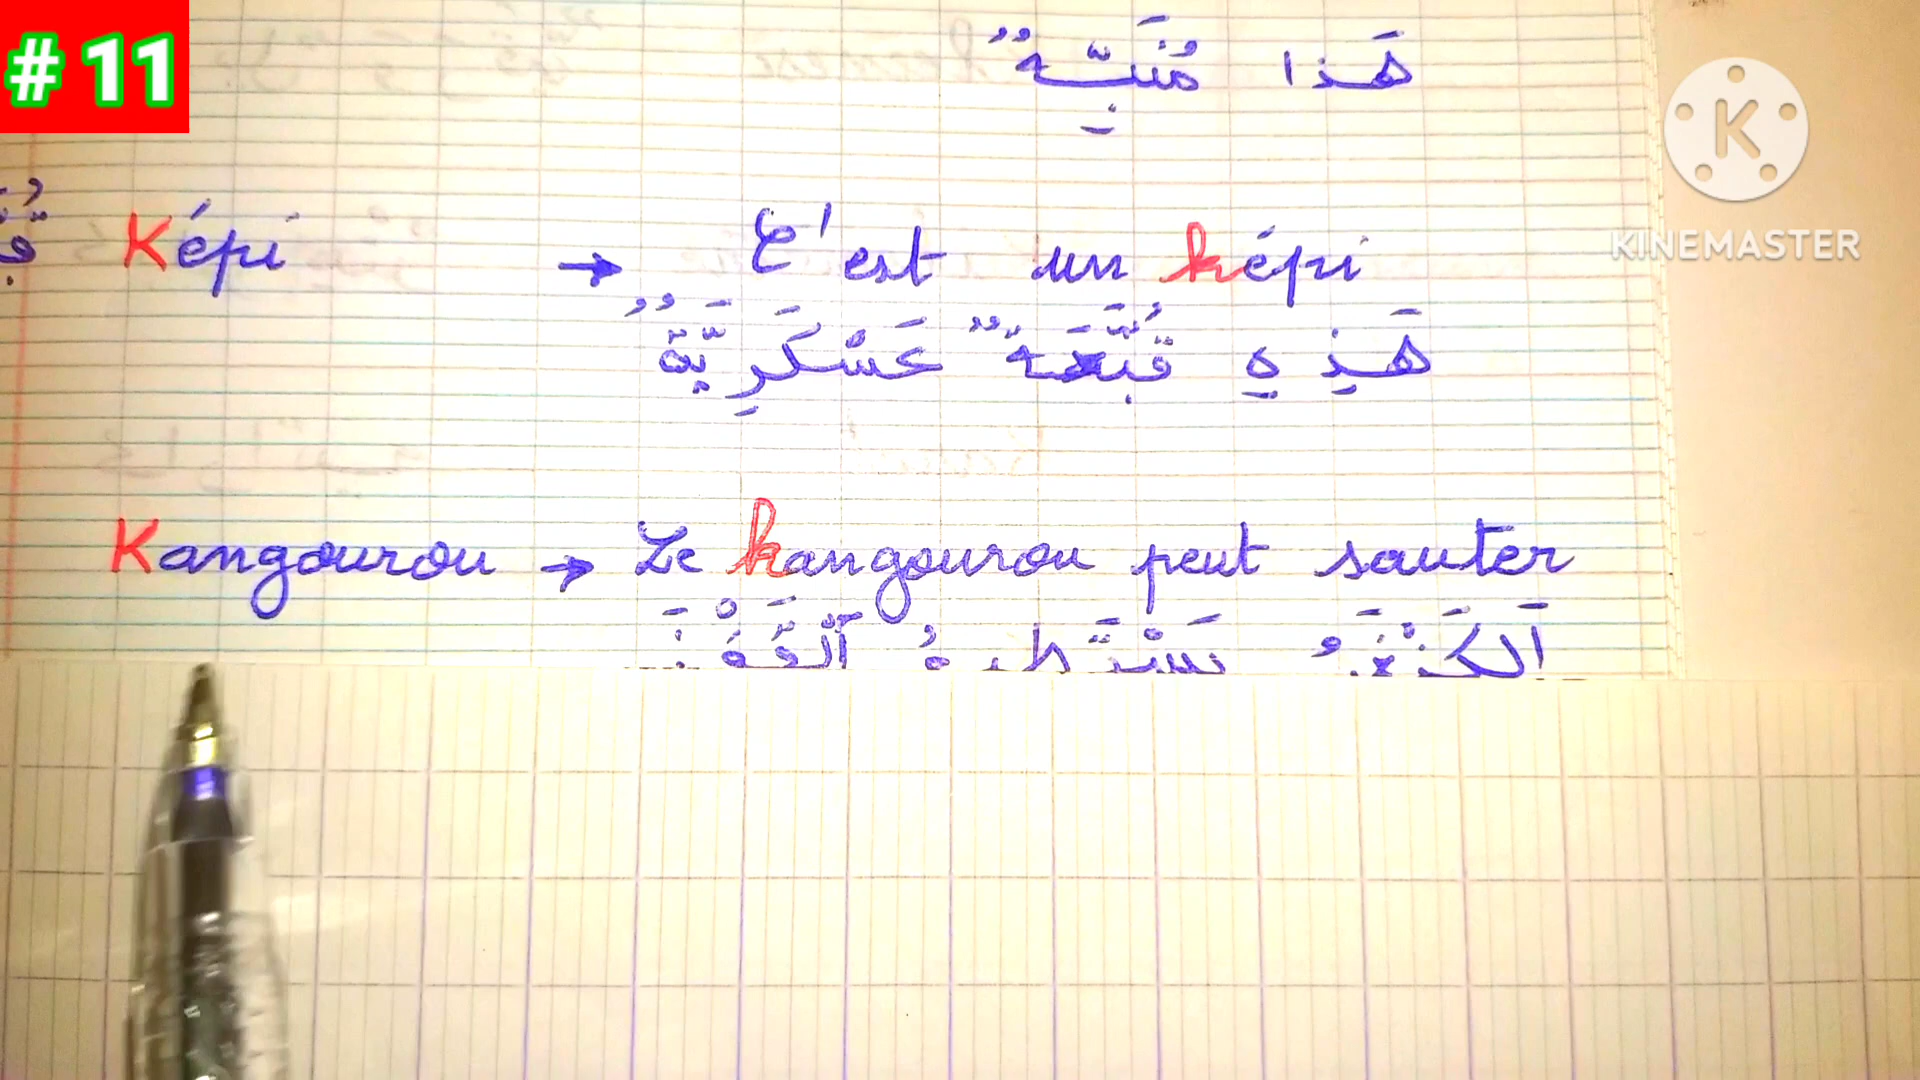 # 11
هَذا مُنَبِّهٌ
KINEMASTER
Képi → C'est un képi
هَذِهِ قُبَّعَةٌ عَسْكَرِيَّةٌ
Kangourou → Le kangourou peut sauter